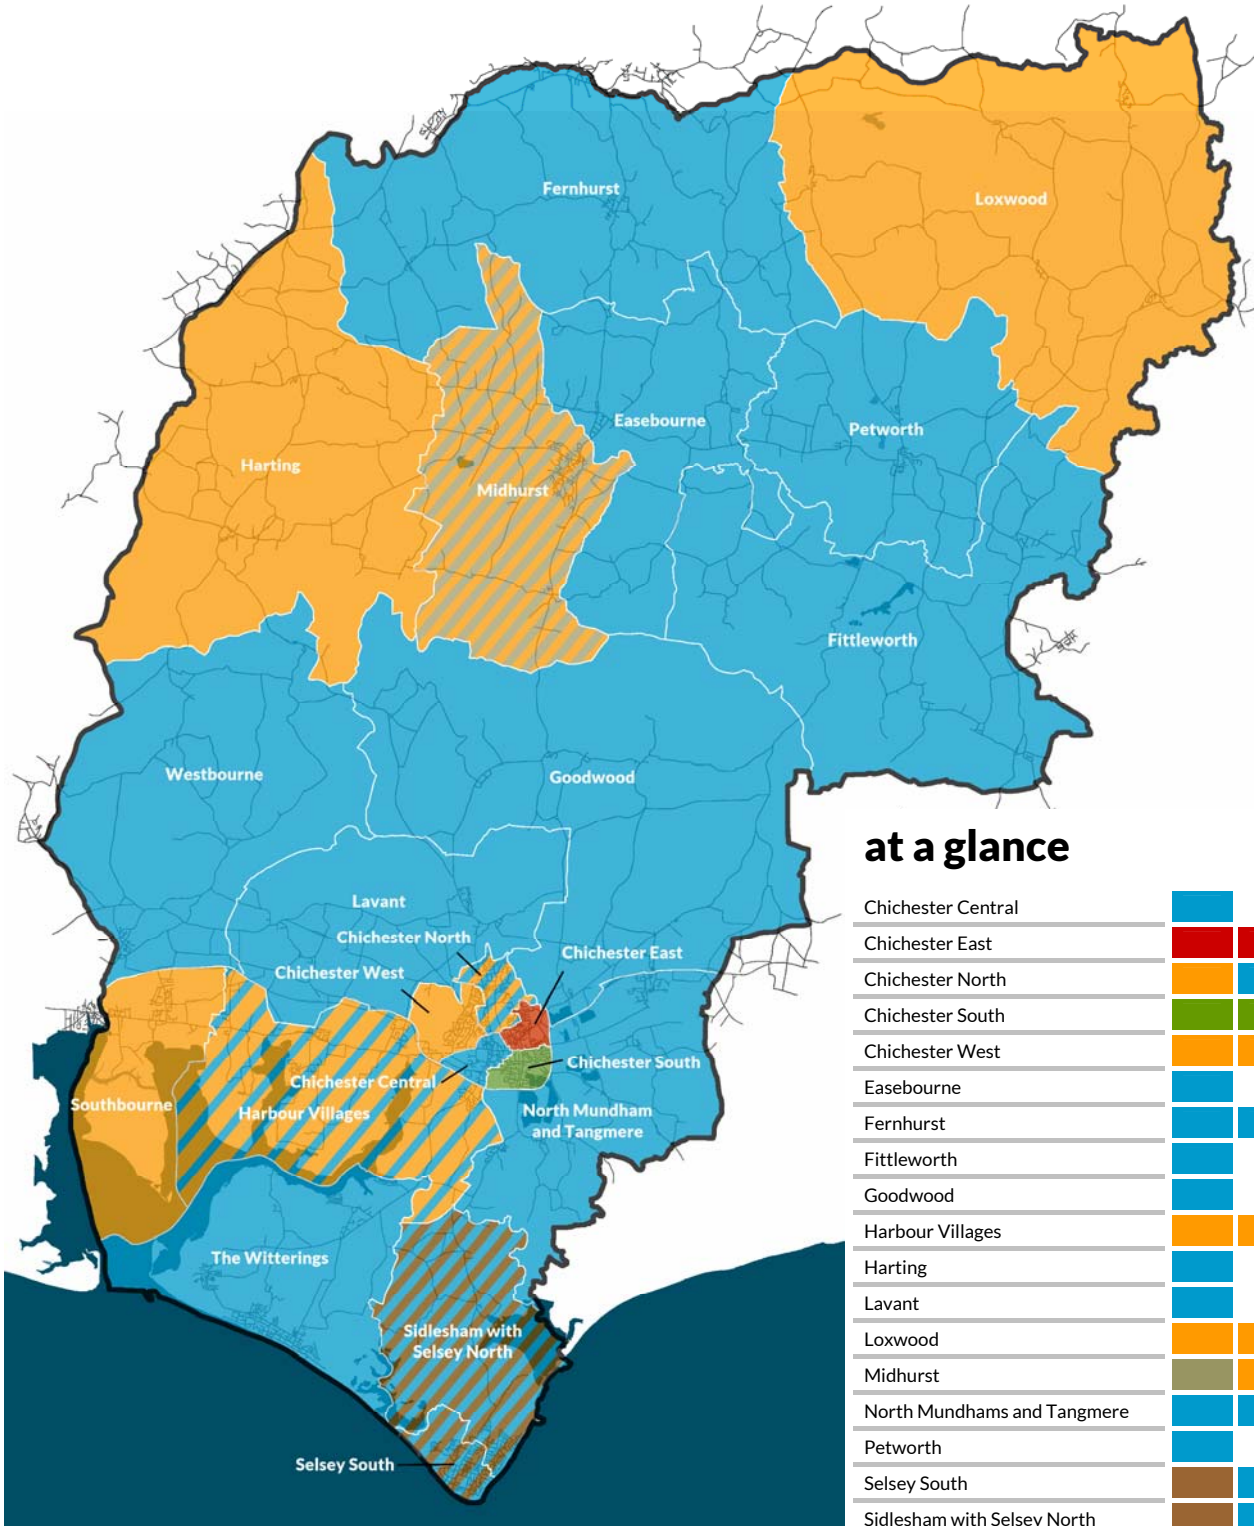 Fernhurst
Loxwood
Easebourne
Petworth
Harting
Midhurst
Fittleworth
Westbourne
Goodwood
Lavant
Chichester North
Chichester East
Chichester West
Chichester South
Chichester Central
Southbourne
Harbour Villages
North Mundham
and Tangmere
The Witterings
Sidlesham with
Selsey North
Selsey South
at a glance
Chichester Central
Chichester East
Chichester North
Chichester South
Chichester West
Easebourne
Fernhurst
Fittleworth
Goodwood
Harbour Villages
Harting
Lavant
Loxwood
Midhurst
North Mundhams and Tangmere
Petworth
Selsey South
Sidlesham with Selsey North